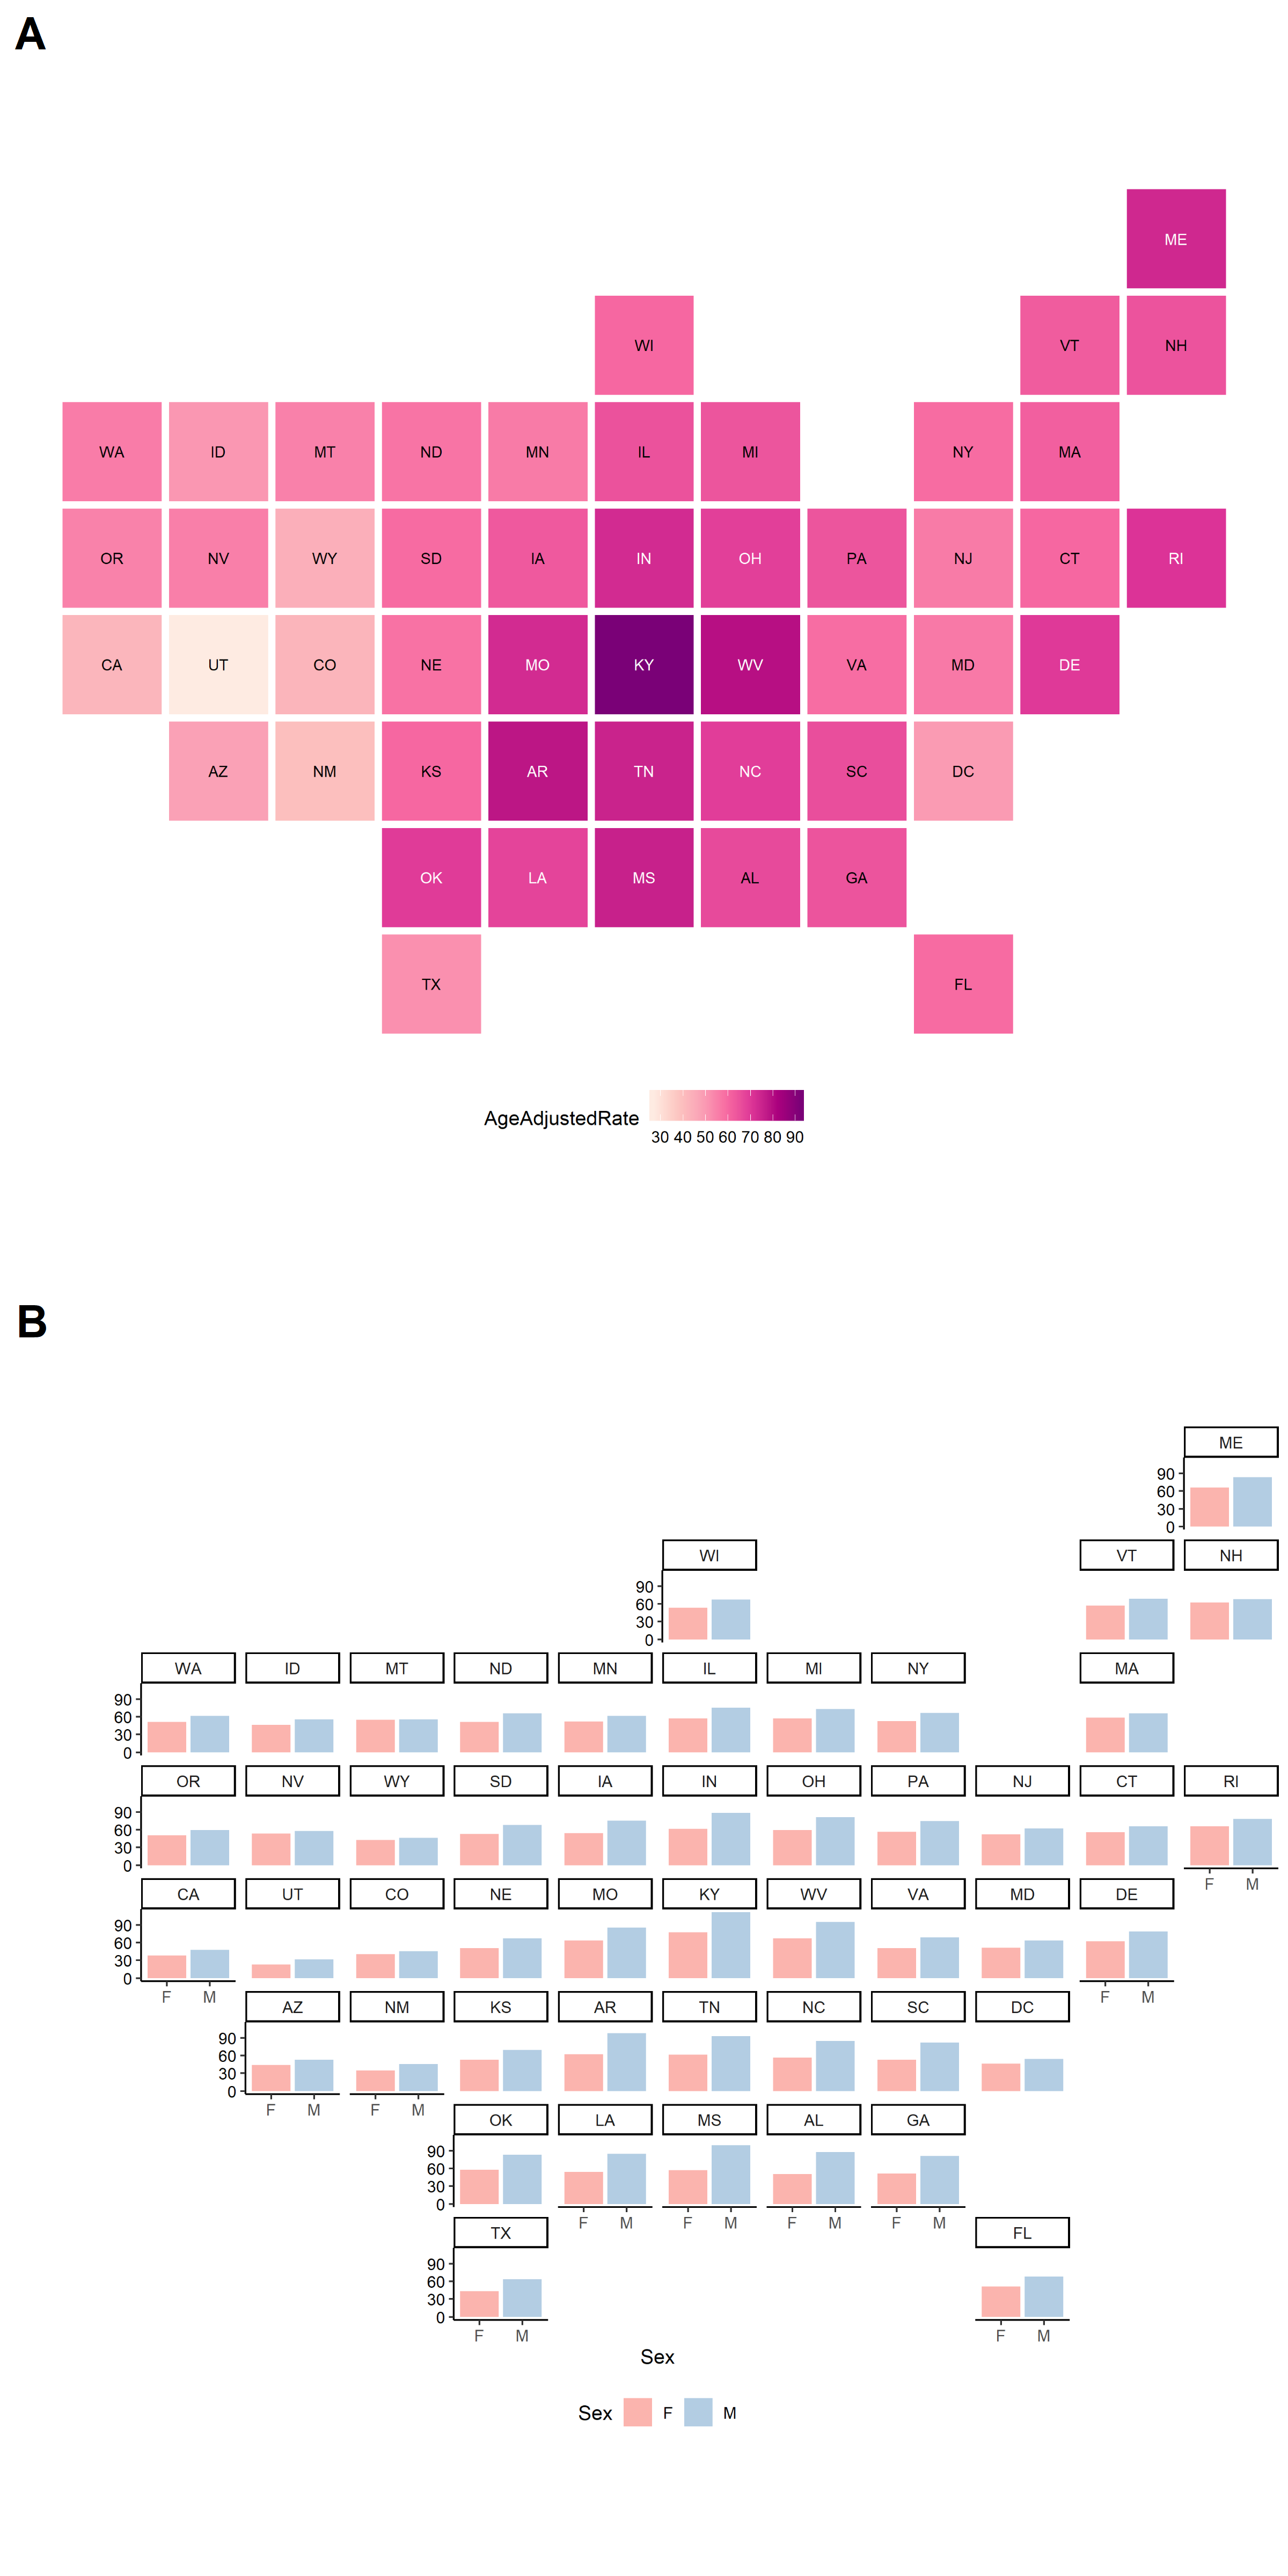 A
ME
WI VT NH
WA ID MT ND MN IL MI NY MA
OR NV WY SD IA IN OH PA NJ CT RI
CA UT CO NE MO KY WV VA MD DE
AZ NM KS AR TN NC SC DC
OK LA MS AL GA
TX FL
AgeAdjustedRate
30 40 50 60 70 80 90
B
ME
90
60
30
0
WI VT NH
90
60
30
0
WA ID MT ND MN IL MI NY MA
90
60
30
0
OR NV WY SD IA IN OH PA NJ CT RI
90
60
30
0
F M
CA UT CO NE MO KY WV VA MD DE
90
60
30
0
F M F M
AZ NM KS AR TN NC SC DC
90
60
30
0
F M F M
OK LA MS AL GA
90
60
30
0
F M F M F M F M
TX FL
90
60
30
0
F M F M
Sex
Sex F M